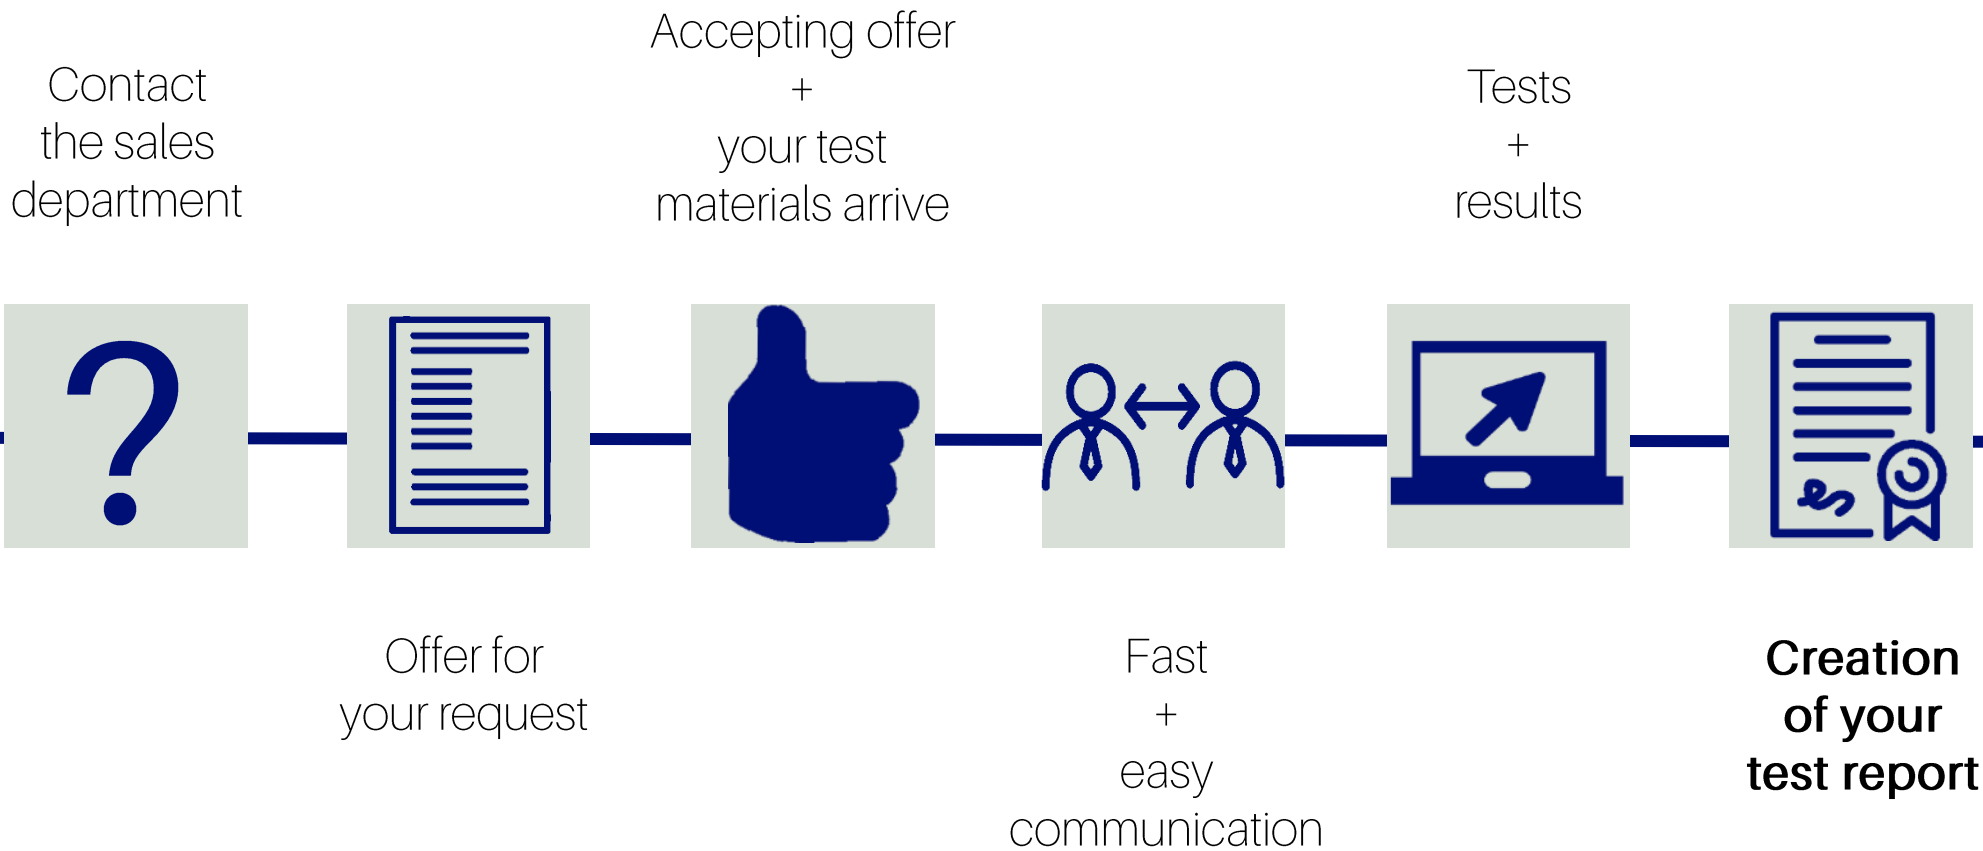 Contact
the sales
department
Offer for
your request
Accepting offer
+
your test
materials arrive
Fast
+
easy
communication
Tests
+
results
Creation
of your
test report